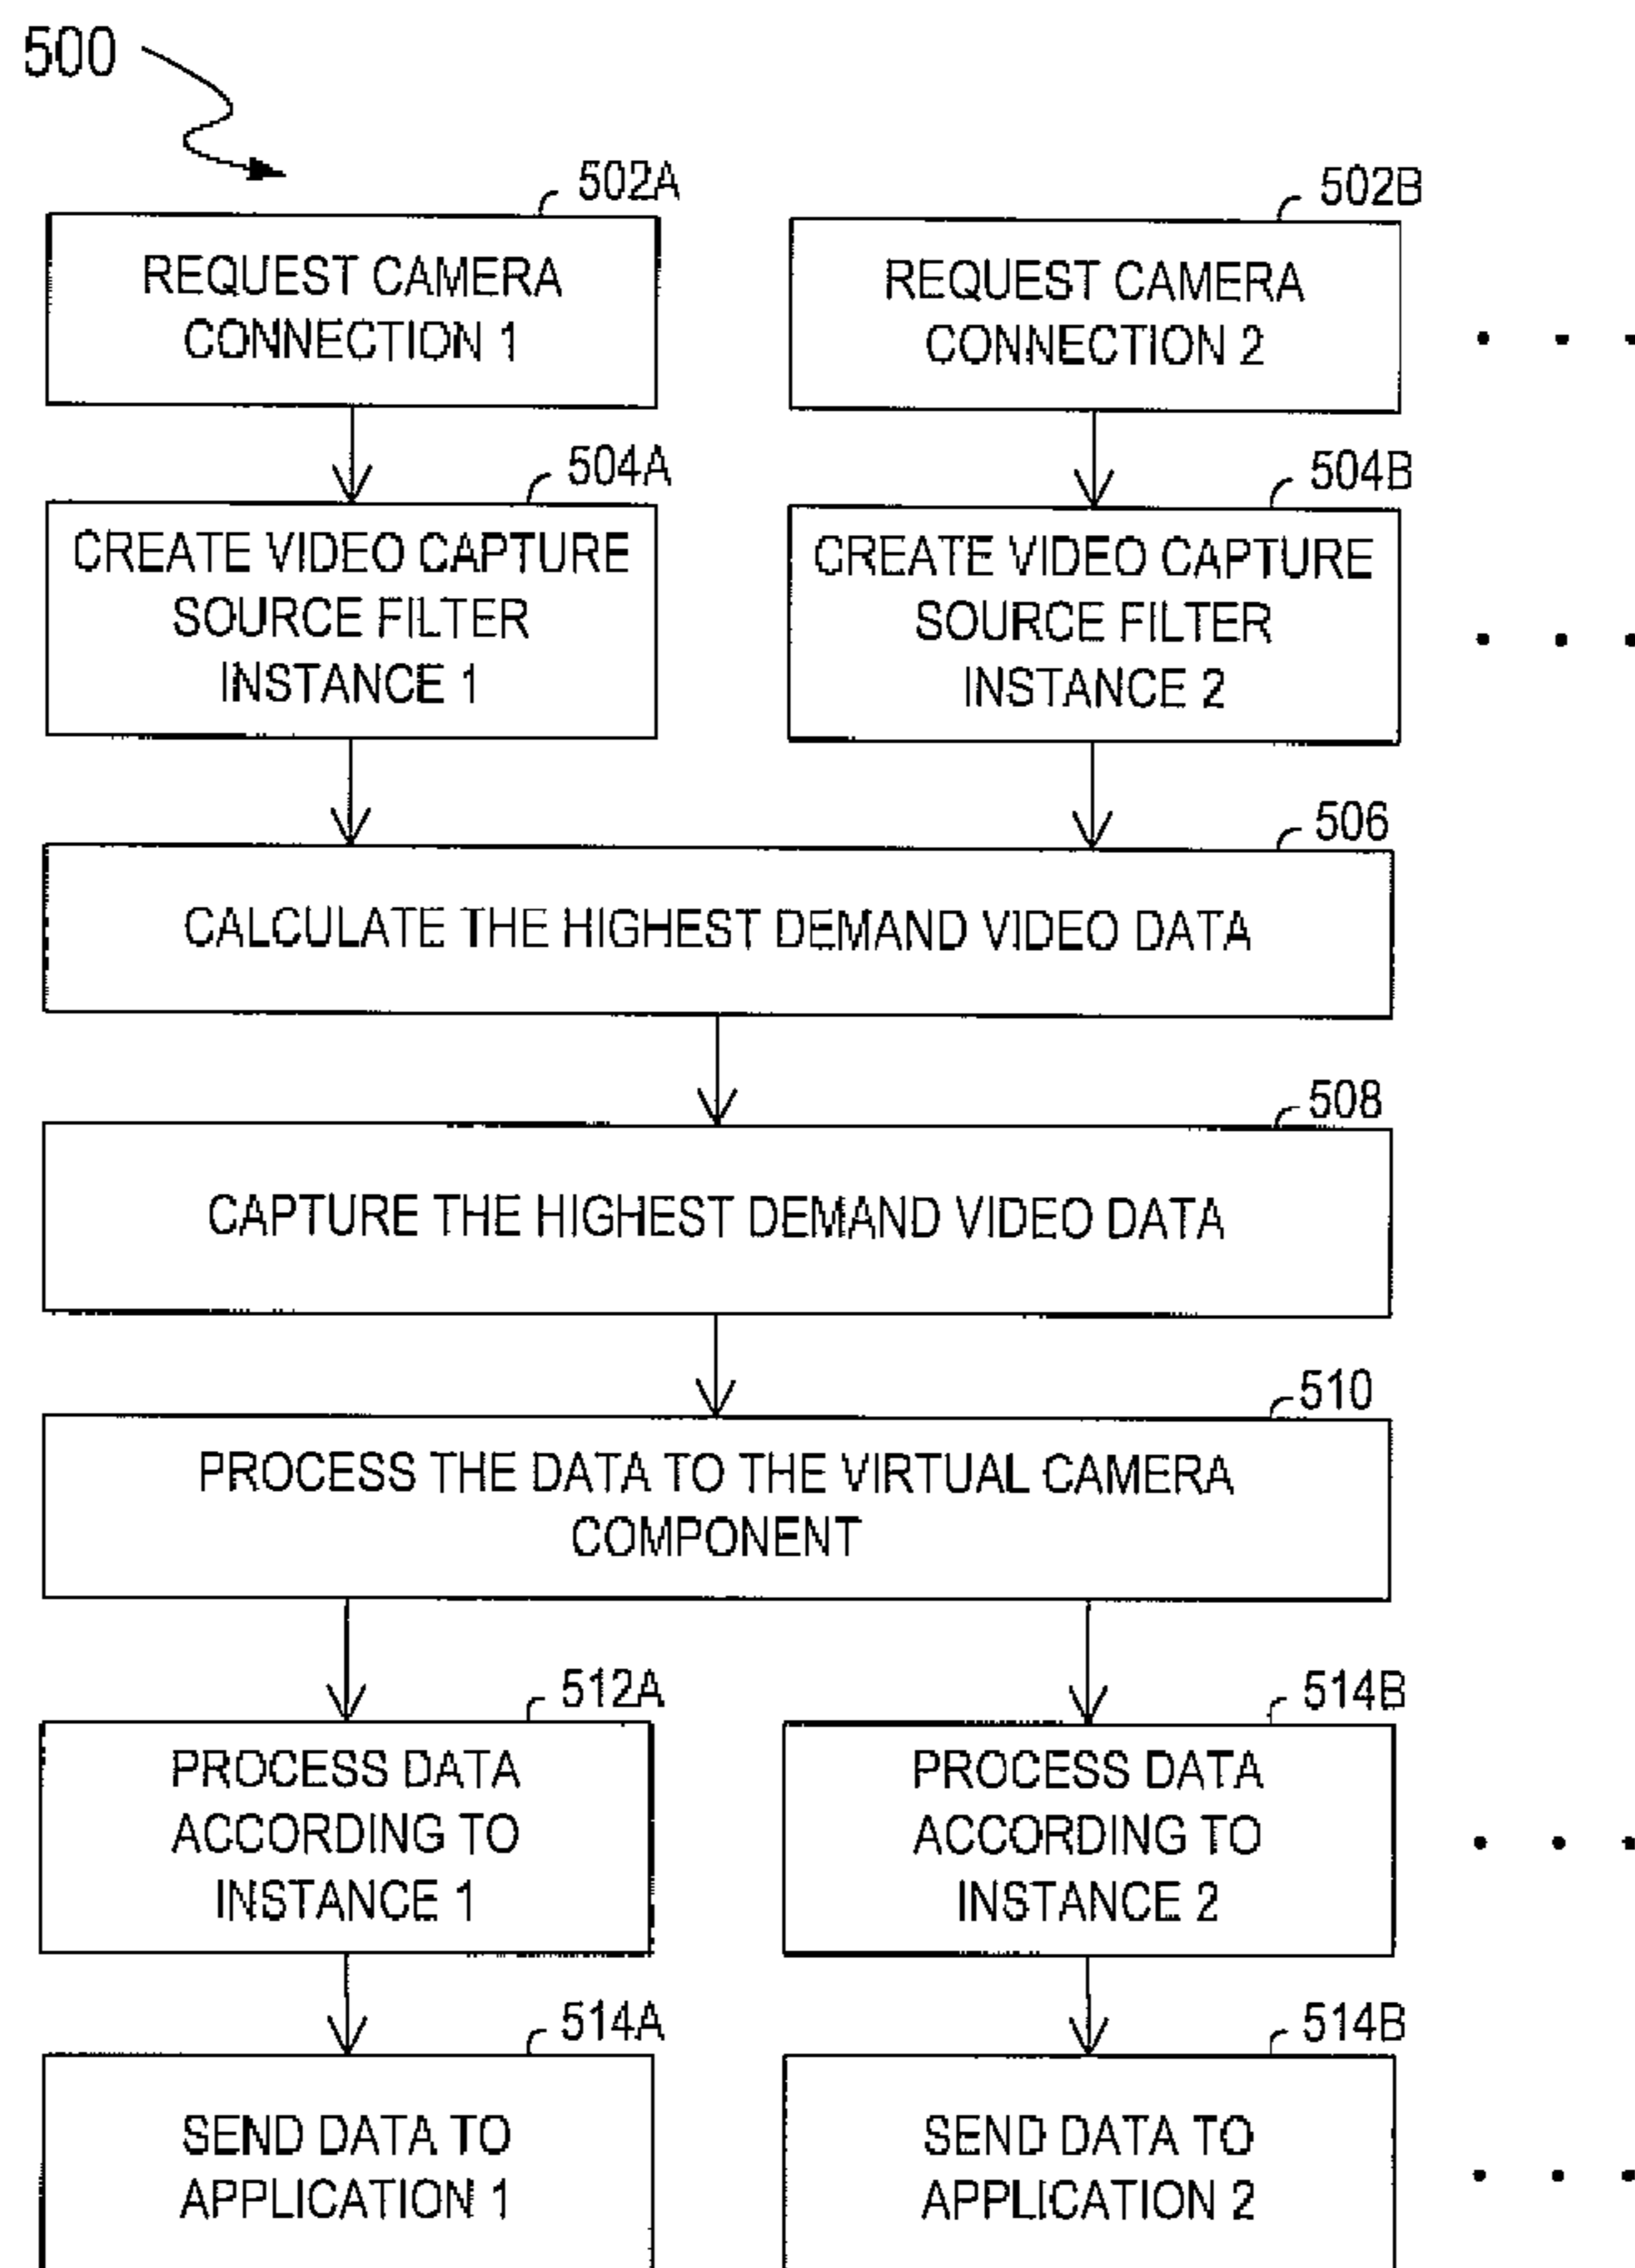 500
502A
502B
REQUEST CAMERA
CONNECTION 1
REQUEST CAMERA
CONNECTION 2
504A
504B
CREATE VIDEO CAPTURE
SOURCE FILTER
INSTANCE 1
CREATE VIDEO CAPTURE
SOURCE FILTER
INSTANCE 2
506
CALCULATE THE HIGHEST DEMAND VIDEO DATA
508
CAPTURE THE HIGHEST DEMAND VIDEO DATA
510
PROCESS THE DATA TO THE VIRTUAL CAMERA
COMPONENT
512A
514B
PROCESS DATA
ACCORDING TO
INSTANCE 1
PROCESS DATA
ACCORDING TO
INSTANCE 2
514A
514B
SEND DATA TO
APPLICATION 1
SEND DATA TO
APPLICATION 2